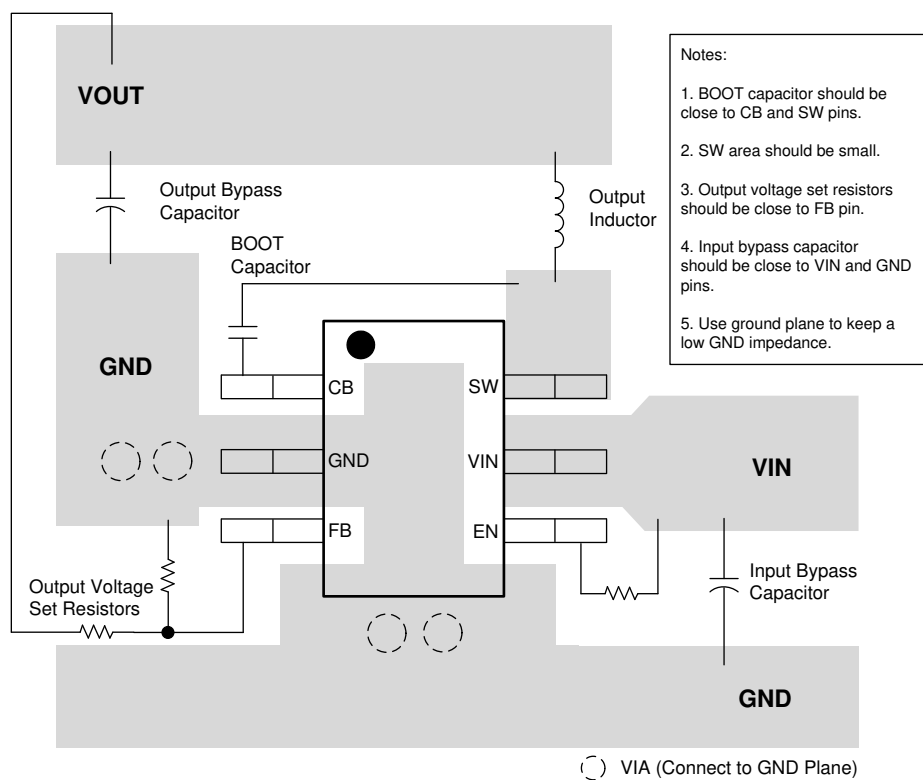 VOUT
Notes:
1. BOOT capacitor should be
close to CB and SW pins.
2. SW area should be small.
3. Output voltage set resistors
should be close to FB pin.
4. Input bypass capacitor
should be close to VIN and GND
pins.
5. Use ground plane to keep a
low GND impedance.
Output Bypass
Capacitor
Output
Inductor
BOOT
Capacitor
GND
CB
SW
GND
VIN
VIN
FB
EN
Output Voltage
Set Resistors
Input Bypass
Capacitor
GND
VIA (Connect to GND Plane)